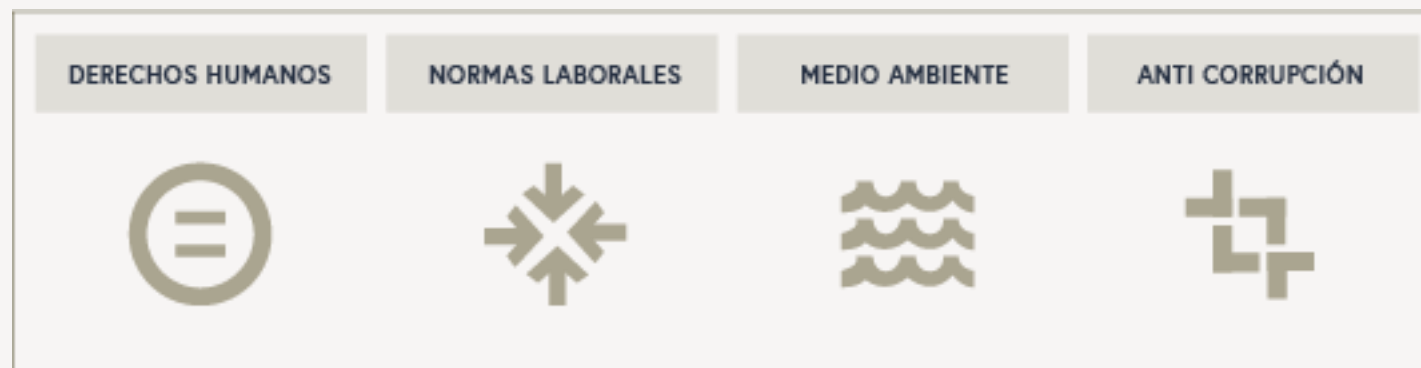 DERECHOS HUMANOS
NORMAS LABORALES
MEDIO AMBIENTE
ANTI CORRUPCIÓN